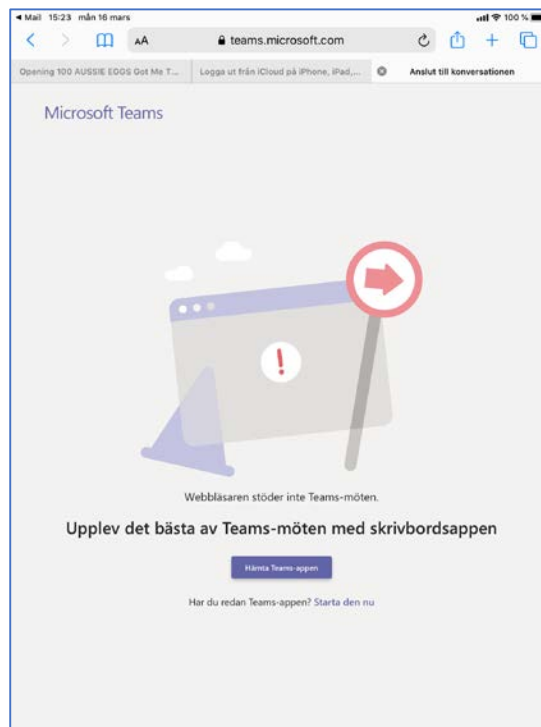 Mail 15:23 mån 16 mars 100 %
AA teams.microsoft.com
Opening 100 AUSSIE EGGS Got Me T... Logga ut från iCloud på iPhone, iPad,... Anslut till konversationen
Microsoft Teams
!
Webbläsaren stöder inte Teams-möten.
Upplev det bästa av Teams-möten med skrivbordsappen
Hämta Teams-appen
Har du redan Teams-appen? Starta den nu